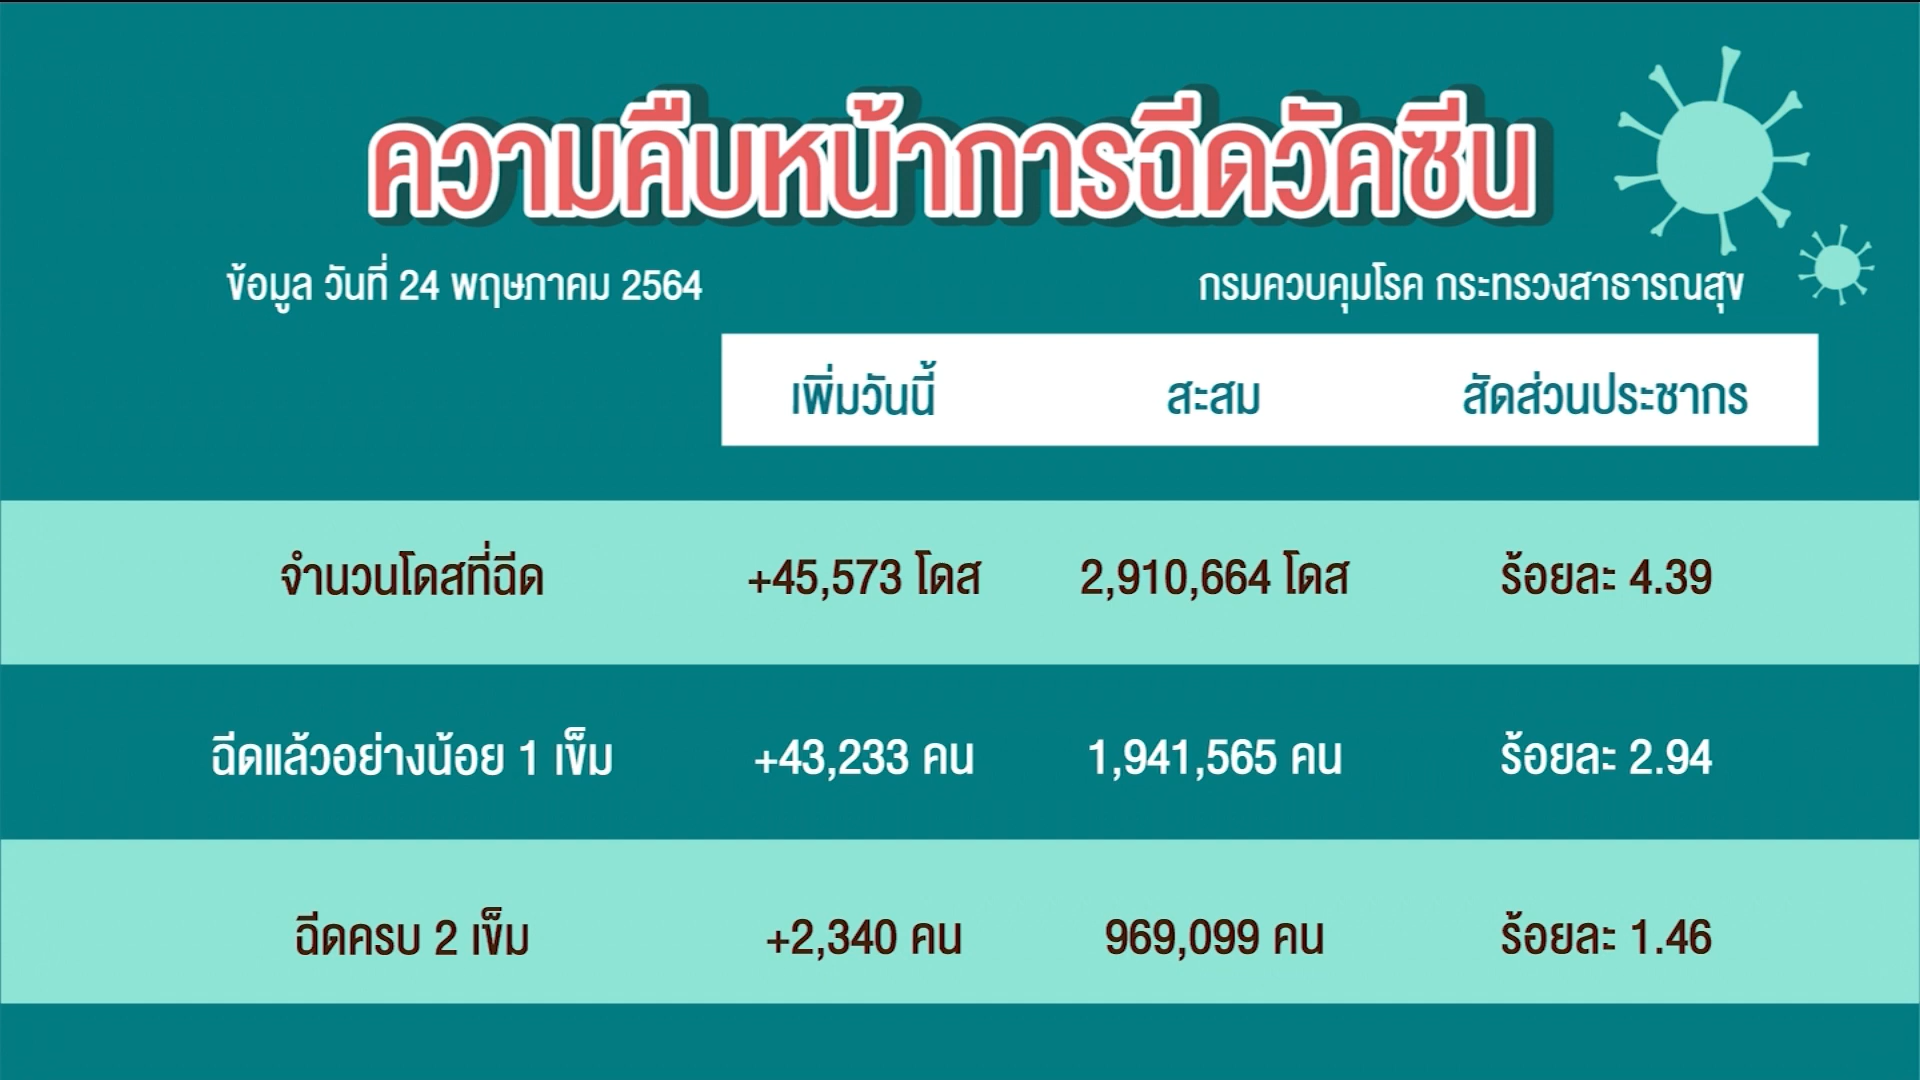 ความคืบหน้าการฉีดวัคซีน
ข้อมูล วันที่ 24 พฤษภาคม 2564
กรมควบคุมโรค กระทรวงสาธารณสุข
เพิ่มวันนี้ สะสม สัดส่วนประชากร
จำนวนโดสที่ฉีด +45,573 โดส 2,910,664 โดส ร้อยละ 4.39
ฉีดแล้วอย่างน้อย 1 เข็ม +43,233 คน 1,941,565 คน ร้อยละ 2.94
ฉีดครบ 2 เข็ม +2,340 คน 969,099 คน ร้อยละ 1.46